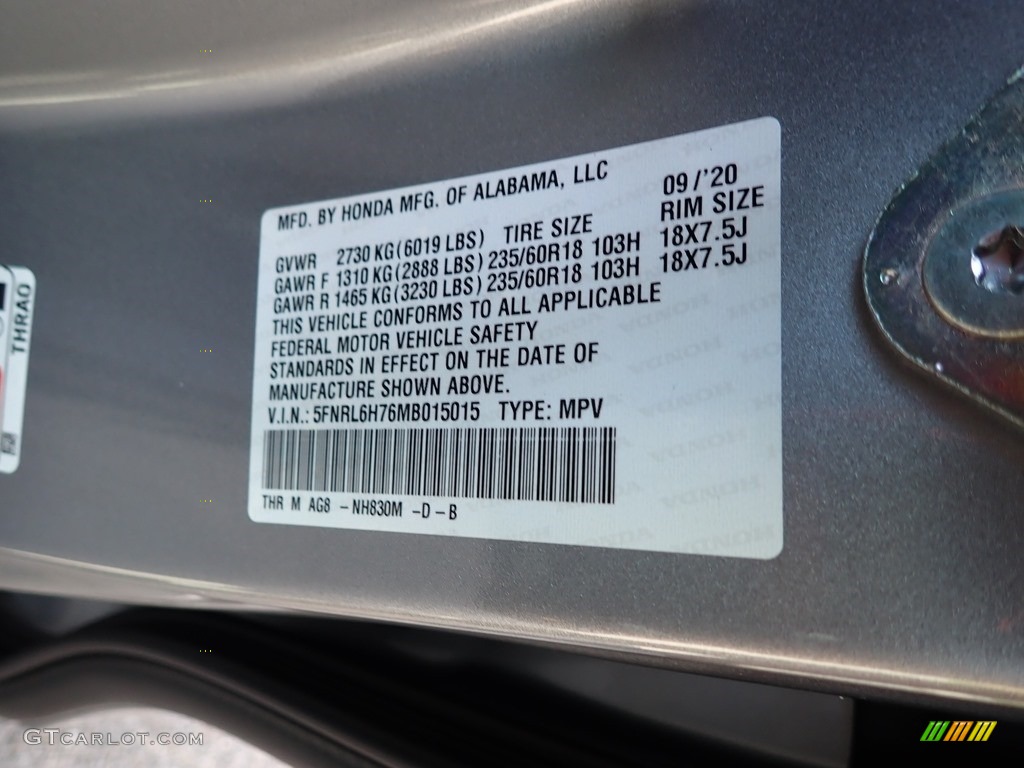 MFD. BY HONDA MFG. OF ALABAMA, LLC 09/'20
GVWR 2730 KG(6019 LBS) TIRE SIZE RIM SIZE
GAWR F 1310 KG(2888 LBS) 235/60R18 103H 18X7.5J
GAWR R 1465 KG(3230 LBS) 235/60R18 103H 18X7.5J
THIS VEHICLE CONFORMS TO ALL APPLICABLE
FEDERAL MOTOR VEHICLE SAFETY
STANDARDS IN EFFECT ON THE DATE OF
MANUFACTURE SHOWN ABOVE.
V.I.N.: 5FNRL6H76MB015015 TYPE: MPV
THR M AG8 -NH830M -D-B
THRAO
GTCARLOT.COM